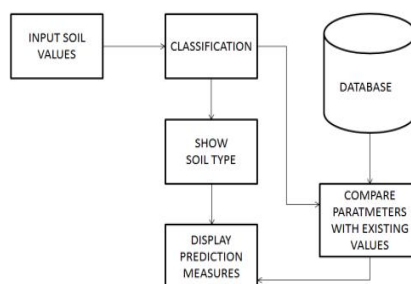 INPUT SOIL
VALUES
CLASSIFICATION
DATABASE
SHOW
SOIL TYPE
COMPARE
PARATMETERS
WITH EXISTING
VALUES
DISPLAY
PREDICTION
MEASURES